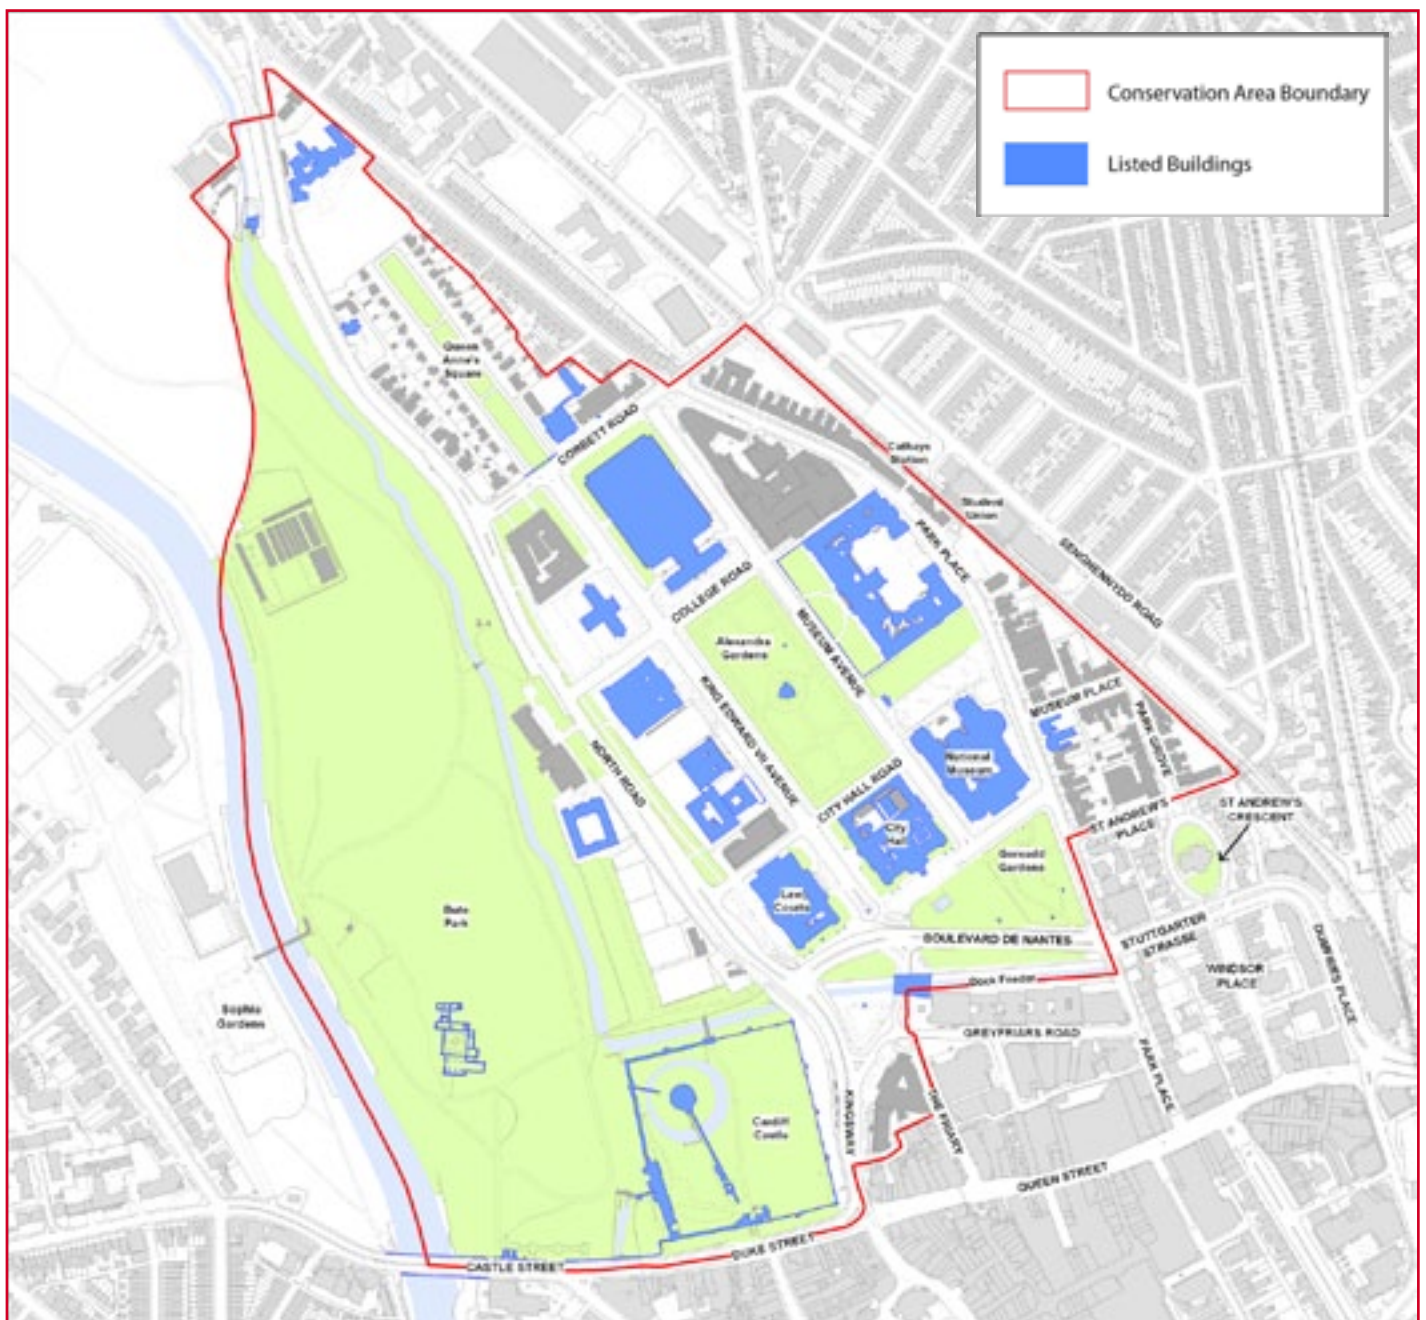 Conservation Area Boundary
Listed Buildings
Queen
Anne's
Square
CORBETT ROAD
Cathays
Station
Student
Union
PARK PLACE
SENGHENNYDD ROAD
COLLEGE ROAD
Alexandra
Gardens
MUSEUM AVENUE
KING EDWARD VII AVENUE
MUSEUM PLACE
PARK GROVE
NORTH ROAD
National
Museum
CITY HALL ROAD
City
Hall
ST ANDREW'S
PLACE
ST ANDREW'S
CRESCENT
Gorsedd
Gardens
Law
Courts
Bute
Park
BOULEVARD DE NANTES
STUTTGARTER
STRASSE
DUMFRIES PLACE
WINDSOR
PLACE
Dock Feeder
Sophia
Gardens
GREYFRIARS ROAD
PARK PLACE
KINGSWAY
THE FRIARY
Cardiff
Castle
QUEEN STREET
DUKE STREET
CASTLE STREET